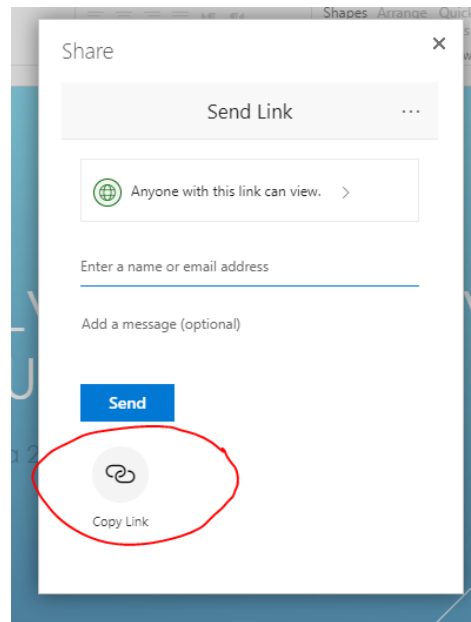 Shapes Arrange
Share
Send Link
Anyone with this link can view.
Enter a name or email address
Add a message (optional)
Send
Copy Link